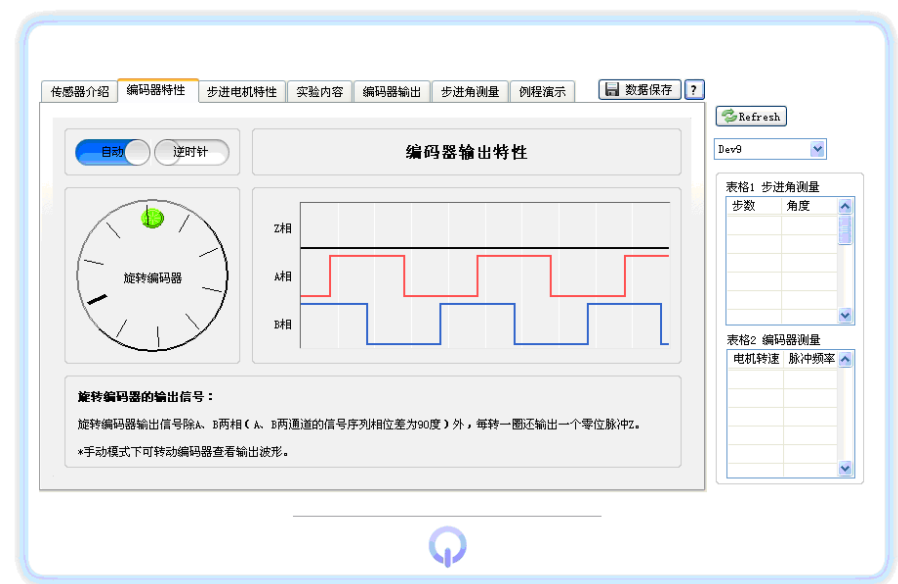 传感器介绍 编码器特性 步进电机特性 实验内容 编码器输出 步进角测量 例程演示 数据保存 ?
Refresh
自动 逆时针
编码器输出特性
Dev9
旋转编码器
Z相
A相
B相
表格1 步进角测量
步数 角度
表格2 编码器测量
电机转速 脉冲频率
旋转编码器的输出信号：
旋转编码器输出信号除A、B两相(A、B两通道的信号序列相位差为90度)外，每转一圈还输出一个零位脉冲Z。
*手动模式下可转动编码器查看输出波形。